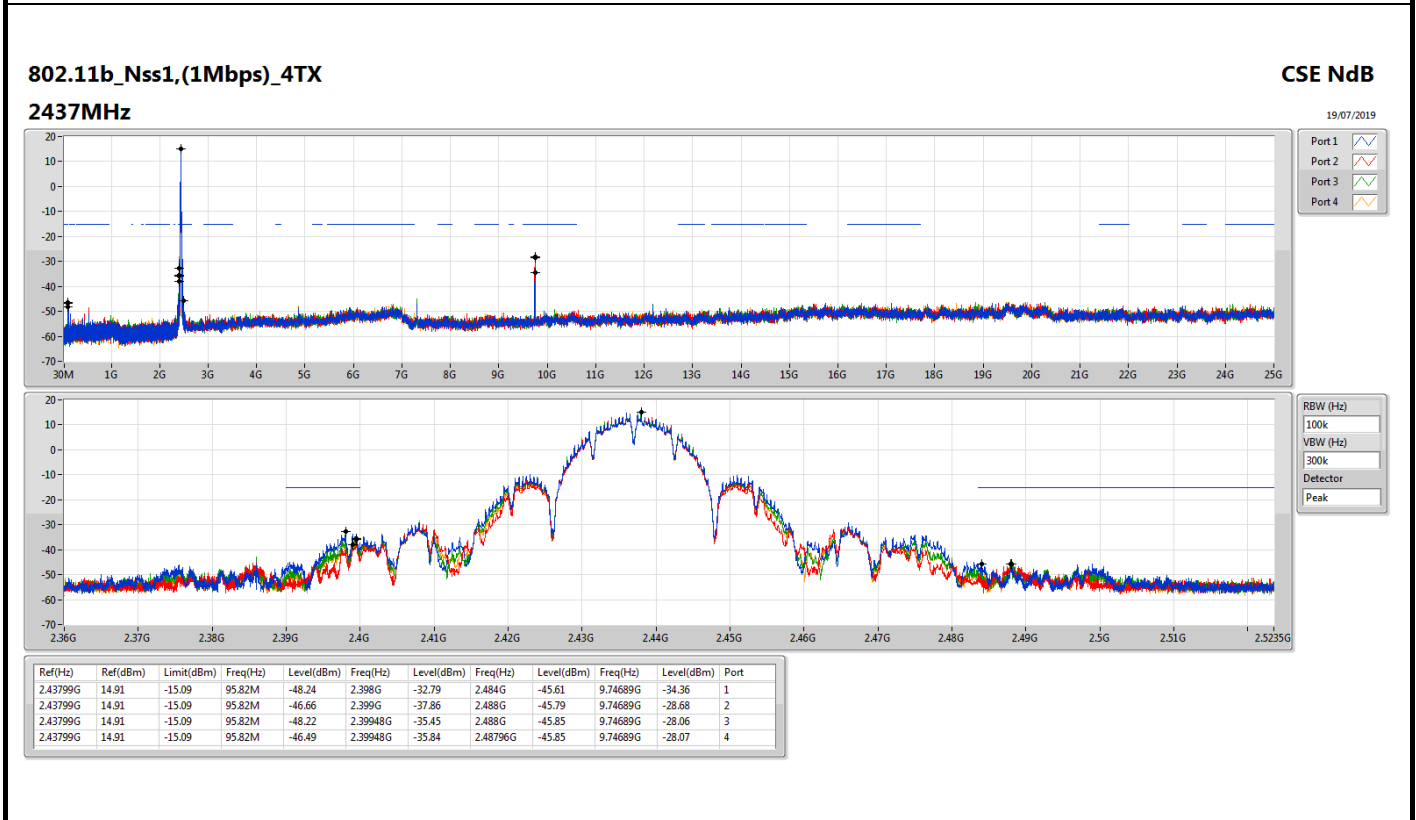 802.11b_Nss1,(1Mbps)_4TX
CSE NdB
2437MHz
19/07/2019
20
10
0
-10
-20
-30
-40
-50
-60
-70
30M 1G 2G 3G 4G 5G 6G 7G 8G 9G 10G 11G 12G 13G 14G 15G 16G 17G 18G 19G 20G 21G 22G 23G 24G 25G
Port 1
Port 2
Port 3
Port 4
20
10
0
-10
-20
-30
-40
-50
-60
-70
2.36G 2.37G 2.38G 2.39G 2.4G 2.41G 2.42G 2.43G 2.44G 2.45G 2.46G 2.47G 2.48G 2.49G 2.5G 2.51G 2.5235G
RBW (Hz)
100k
VBW (Hz)
300k
Detector
Peak
Ref(Hz) Ref(dBm) Limit(dBm) Freq(Hz) Level(dBm) Freq(Hz) Level(dBm) Freq(Hz) Level(dBm) Freq(Hz) Level(dBm) Port
2.43799G 14.91 -15.09 95.82M -48.24 2.398G -32.79 2.484G -45.61 9.74689G -34.36 1
2.43799G 14.91 -15.09 95.82M -46.66 2.399G -37.86 2.488G -45.79 9.74689G -28.68 2
2.43799G 14.91 -15.09 95.82M -48.22 2.39948G -35.45 2.488G -45.85 9.74689G -28.06 3
2.43799G 14.91 -15.09 95.82M -46.49 2.39948G -35.84 2.48796G -45.85 9.74689G -28.07 4